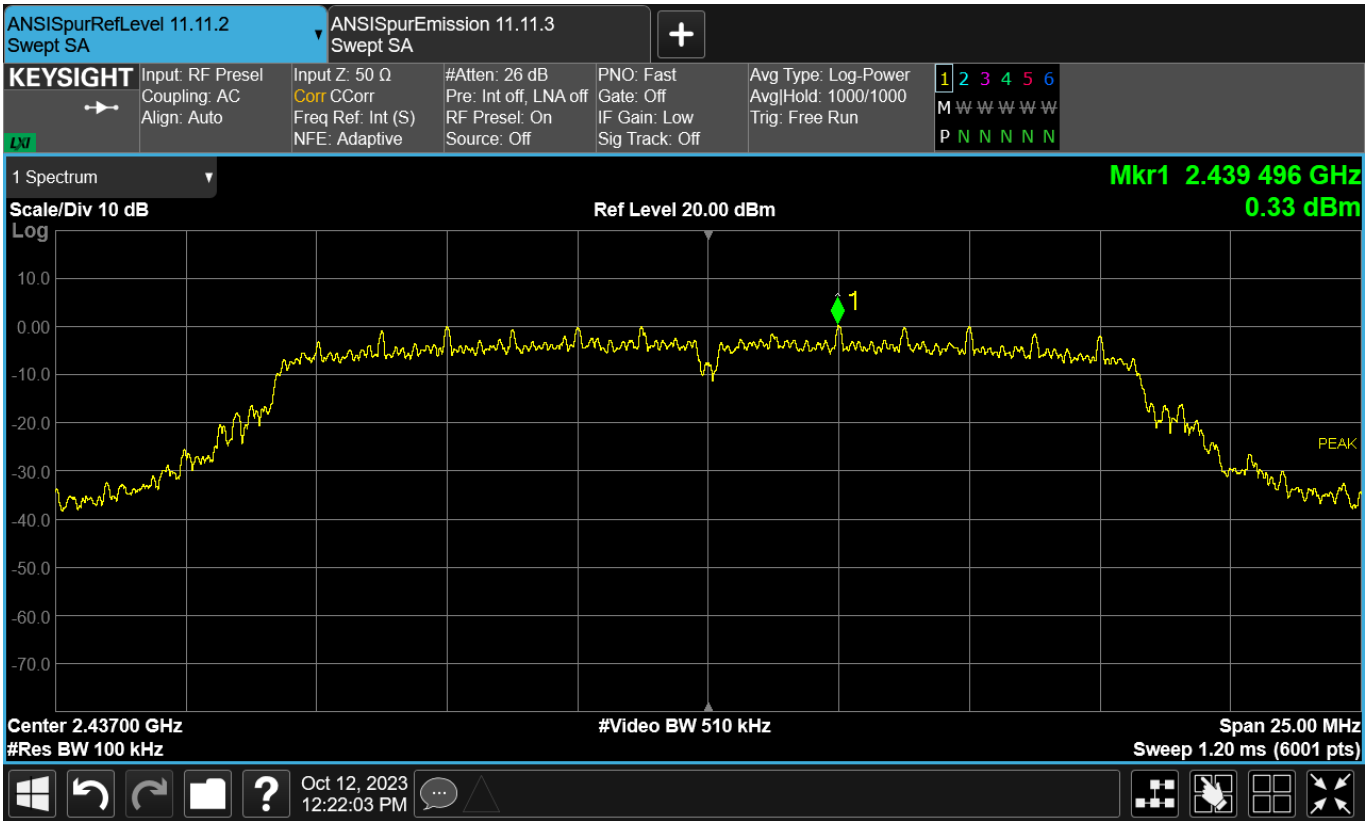 ANSISpurRefLevel 11.11.2
Swept SA
ANSISpurEmission 11.11.3
Swept SA
KEYSIGHT
LXI
Input: RF Presel
Coupling: AC
Align: Auto
Input Z: 50 Ω
Corr CCorr
Freq Ref: Int (S)
NFE: Adaptive
#Atten: 26 dB
Pre: Int off, LNA off
RF Presel: On
Source: Off
PNO: Fast
Gate: Off
IF Gain: Low
Sig Track: Off
Avg Type: Log-Power
Avg|Hold: 1000/1000
Trig: Free Run
1 2 3 4 5 6
M W W W W W
P N N N N N
1 Spectrum
Mkr1 2.439 496 GHz
0.33 dBm
Scale/Div 10 dB
Ref Level 20.00 dBm
Log
10.0
0.00
-10.0
-20.0
-30.0
-40.0
-50.0
-60.0
-70.0
1
PEAK
Center 2.43700 GHz
#Video BW 510 kHz
Span 25.00 MHz
#Res BW 100 kHz
Sweep 1.20 ms (6001 pts)
Oct 12, 2023
12:22:03 PM